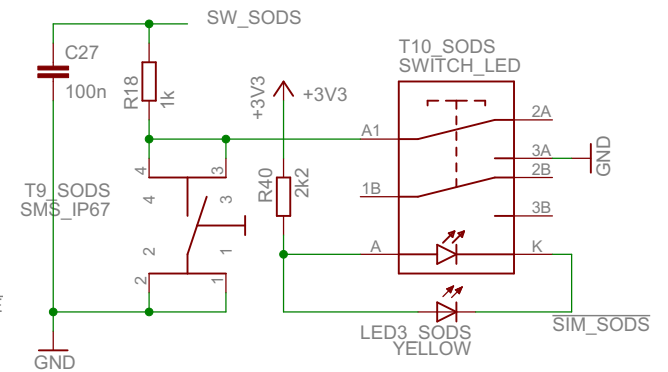 SW_SODS
C27
100n
R18
1k
+3V3
+3V3
T10_SODS
SWITCH_LED
A1
2A
3A
GND
1B
2B
3B
4
3
4
3
T9_SODS
SMS_IP67
2
1
2
1
R40
2k2
A
K
LED3_SODS
YELLOW
SIM_SODS
GND